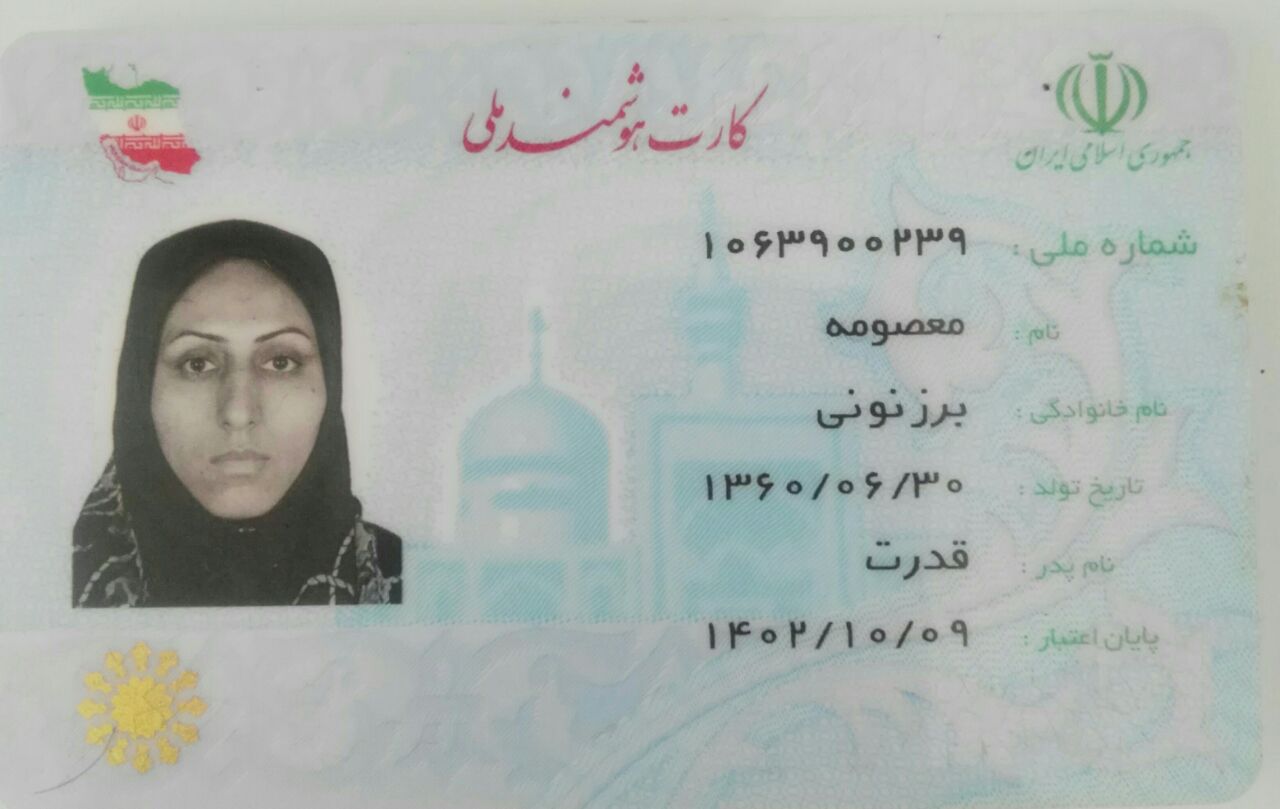 جمهوری اسلامی ایران
کارت هوشمند ملی
شماره ملی : ۱۰۶۳۹۰۰۲۳۹
نام : معصومه
نام خانوادگی : برزنونی
تاریخ تولد : ۱۳۶۰/۰۶/۳۰
نام پدر : قدرت
پایان اعتبار : ۱۴۰۲/۱۰/۰۹